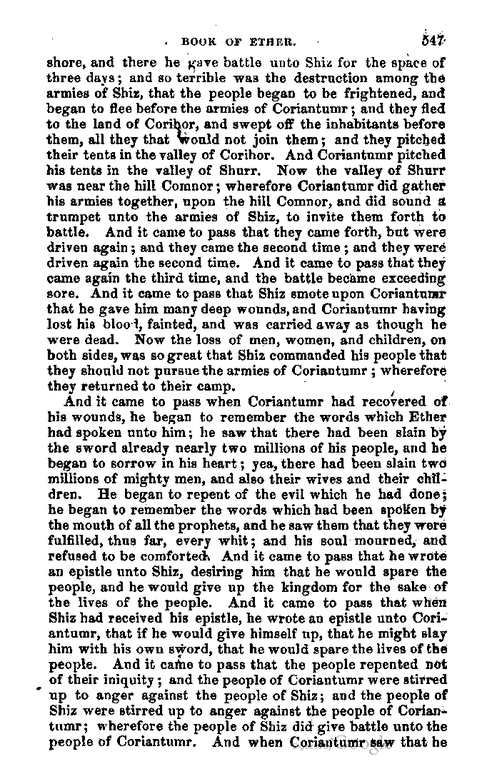 BOOK OF ETHER. 547
shore, and there he gave battle unto Shiz for the space of
three days; and so terrible was the destruction among the
armies of Shiz, that the people began to be frightened, and
began to flee before the armies of Coriantumr; and they fled
to the land of Corihor, and swept off the inhabitants before
them, all they that would not join them; and they pitched
their tents in the valley of Corihor. And Coriantumr pitched
his tents in the valley of Shurr. Now the valley of Shurr
was near the hill Comnor; wherefore Coriantumr did gather
his armies together, upon the hill Comnor, and did sound a
trumpet unto the armies of Shiz, to invite them forth to
battle. And it came to pass that they came forth, but were
driven again; and they came the second time; and they were
driven again the second time. And it came to pass that they
came again the third time, and the battle became exceeding
sore. And it came to pass that Shiz smote upon Coriantumr
that he gave him many deep wounds, and Coriantumr having
lost his blood, fainted, and was carried away as though he
were dead. Now the loss of men, women, and children, on
both sides, was so great that Shiz commanded his people that
they should not pursue the armies of Coriantumr; wherefore
they returned to their camp.
And it came to pass when Coriantumr had recovered of
his wounds, he began to remember the words which Ether
had spoken unto him; he saw that there had been slain by
the sword already nearly two millions of his people, and he
began to sorrow in his heart; yea, there had been slain two
millions of mighty men, and also their wives and their chil-
dren. He began to repent of the evil which he had done;
he began to remember the words which had been spoken by
the mouth of all the prophets, and he saw them that they were
fulfilled, thus far, every whit; and his soul mourned, and
refused to be comforted. And it came to pass that he wrote
an epistle unto Shiz, desiring him that he would spare the
people, and he would give up the kingdom for the sake of
the lives of the people. And it came to pass that when
Shiz had received his epistle, he wrote an epistle unto Cori-
antumr, that if he would give himself up, that he might slay
him with his own sword, that he would spare the lives of the
people. And it came to pass that the people repented not
of their iniquity; and the people of Coriantumr were stirred
up to anger against the people of Shiz; and the people of
Shiz were stirred up to anger against the people of Corian-
tumr; wherefore the people of Shiz did give battle unto the
people of Coriantumr. And when Coriantumr saw that he